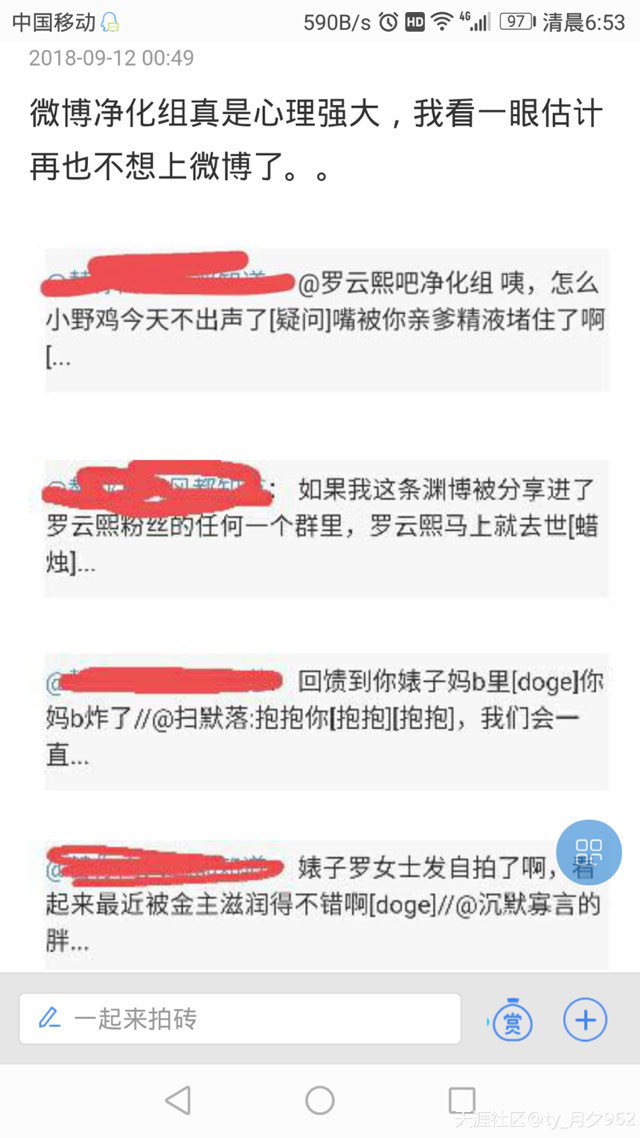 中国移动 590B/s HD 4G 97 清晨6:53
2018-09-12 00:49
微博净化组真是心理强大，我看一眼估计
再也不想上微博了。。
@罗云熙吧净化组 咦，怎么
小野鸡今天不出声了[疑问]嘴被你亲爹精液堵住了啊
[...
： 如果我这条渊博被分享进了
罗云熙粉丝的任何一个群里，罗云熙马上就去世[蜡
烛]...
@ 回馈到你婊子妈b里[doge]你
妈b炸了//@扫默落:抱抱你[抱抱][抱抱]，我们会一
直...
@ 婊子罗女士发自拍了啊，看
起来最近被金主滋润得不错啊[doge]//@沉默寡言的
胖...
一起来拍砖
赏
天涯社区@ty_月夕962